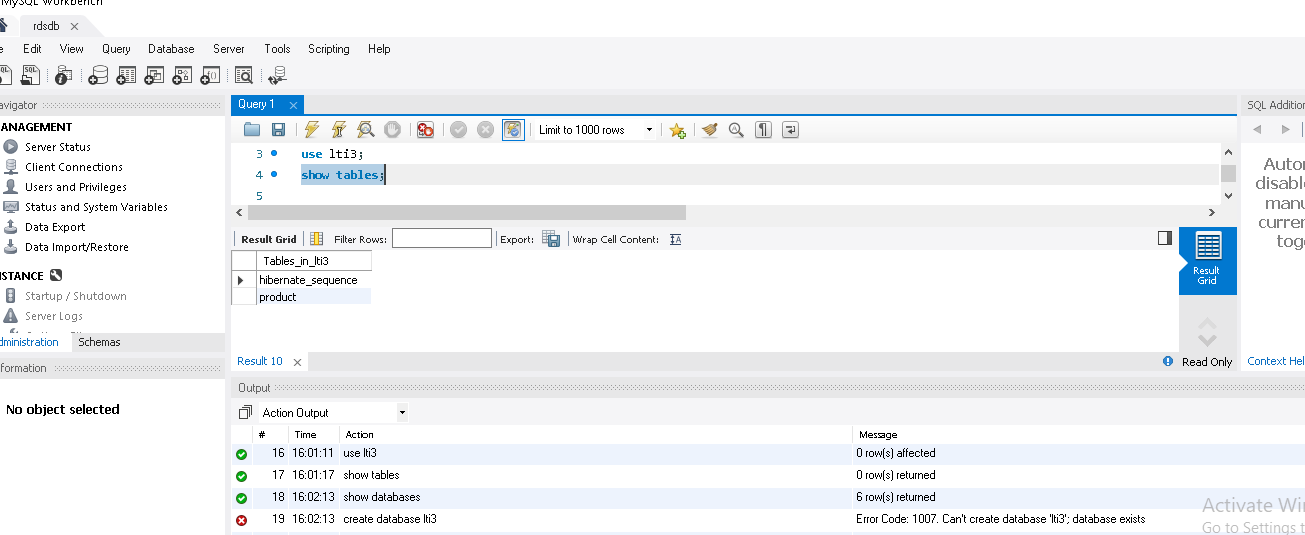 MySQL Workbench
rdsdb
Edit View Query Database Server Tools Scripting Help
avigator
Query 1
SQL Addition
ANAGEMENT
Server Status
Client Connections
Users and Privileges
Status and System Variables
Data Export
Data Import/Restore
STANCE
Startup / Shutdown
Server Logs
dministration Schemas
formation
No object selected
Limit to 1000 rows
3 use lti3;
4 show tables;
5
Result Grid Filter Rows: Export: Wrap Cell Content:
Tables_in_lti3
hibernate_sequence
product
Result
Grid
Result 10
Read Only
Autor
disable
manu
curren
tog
Context Hel
Output
Action Output
# Time Action Message
16 16:01:11 use lti3 0 row(s) affected
17 16:01:17 show tables 0 row(s) returned
18 16:02:13 show databases 6 row(s) returned
19 16:02:13 create database lti3 Error Code: 1007. Can't create database 'lti3'; database exists
Activate Wi
Go to Settings t